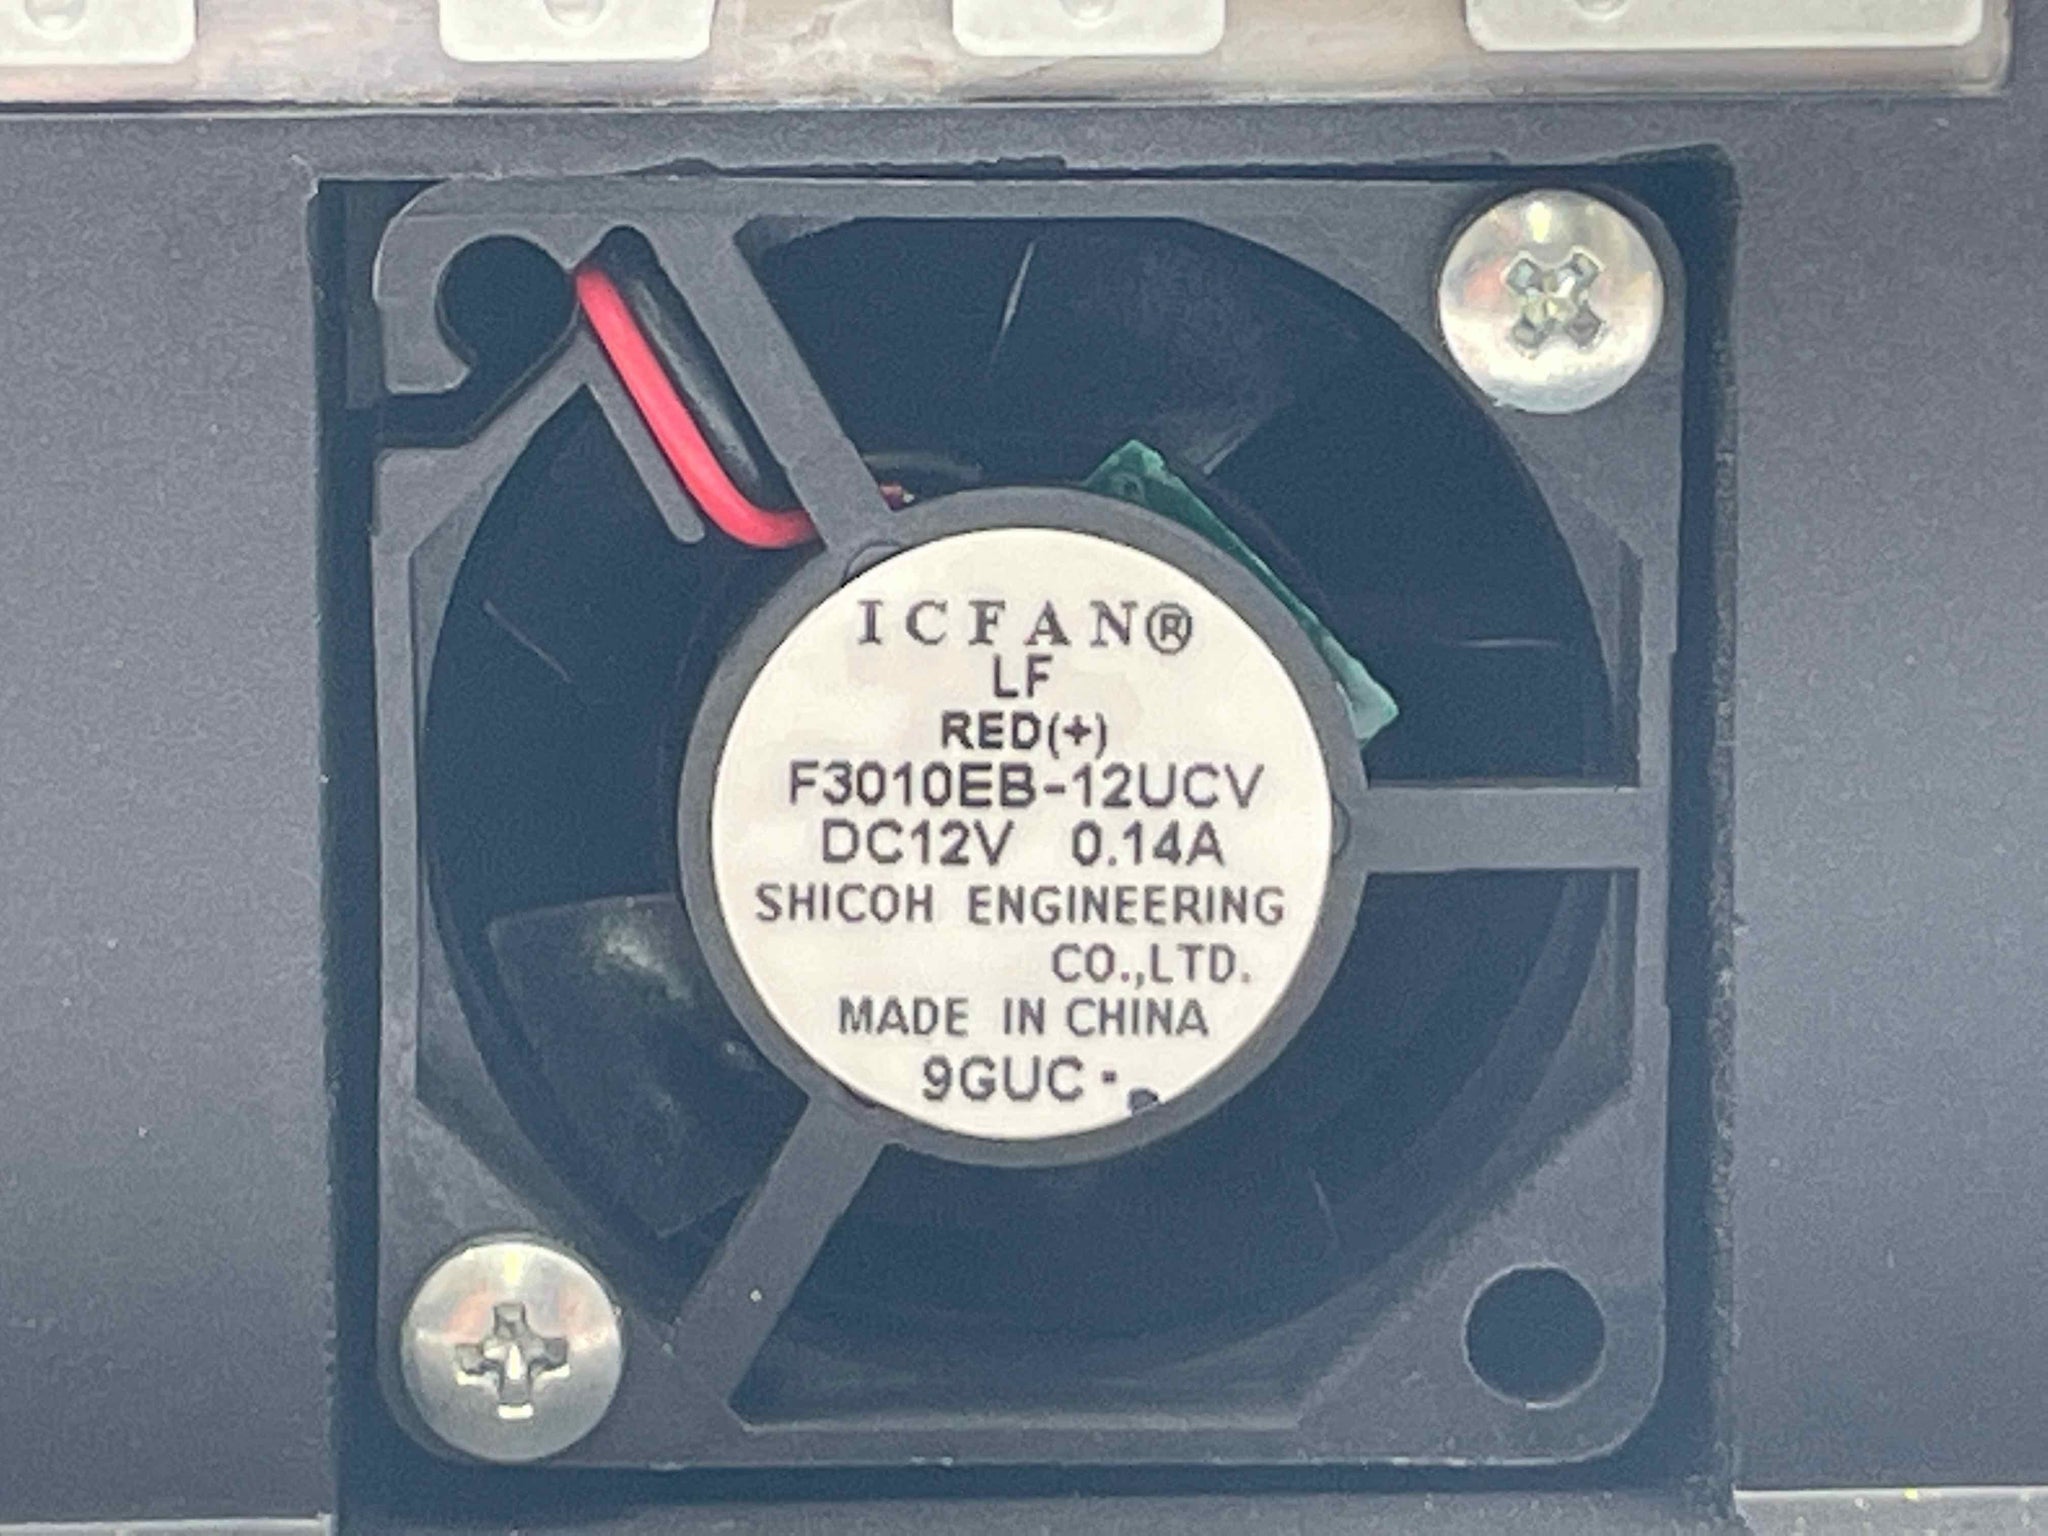 ICFAN®
LF
RED(+)
F3010EB-12UCV
DC12V 0.14A
SHICOH ENGINEERING
CO.,LTD.
MADE IN CHINA
9GUC